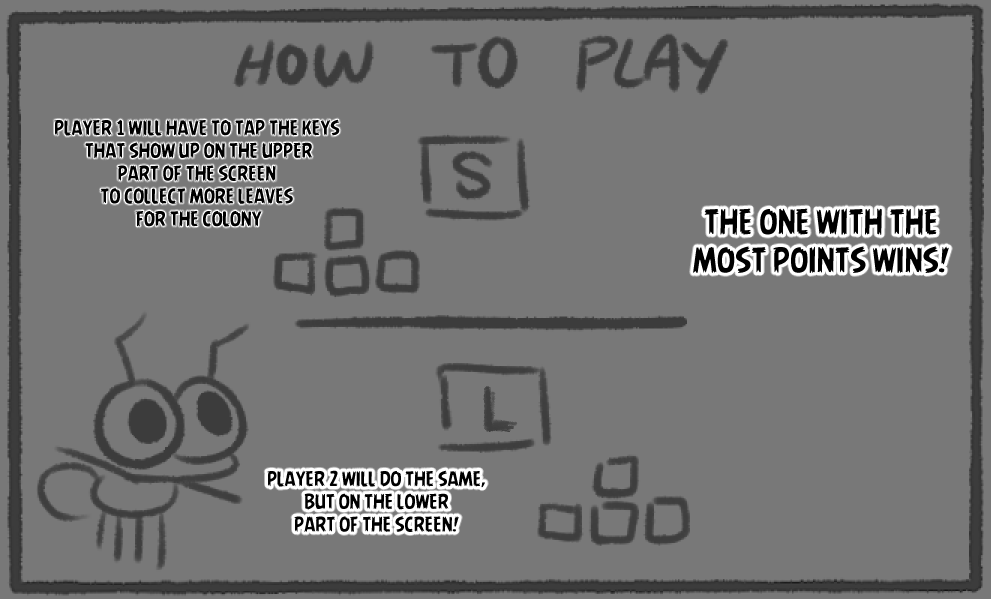 HOW TO PLAY
PLAYER 1 WILL HAVE TO TAP THE KEYS
THAT SHOW UP ON THE UPPER
PART OF THE SCREEN
TO COLLECT MORE LEAVES
FOR THE COLONY
S
THE ONE WITH THE
MOST POINTS WINS!
L
PLAYER 2 WILL DO THE SAME,
BUT ON THE LOWER
PART OF THE SCREEN!